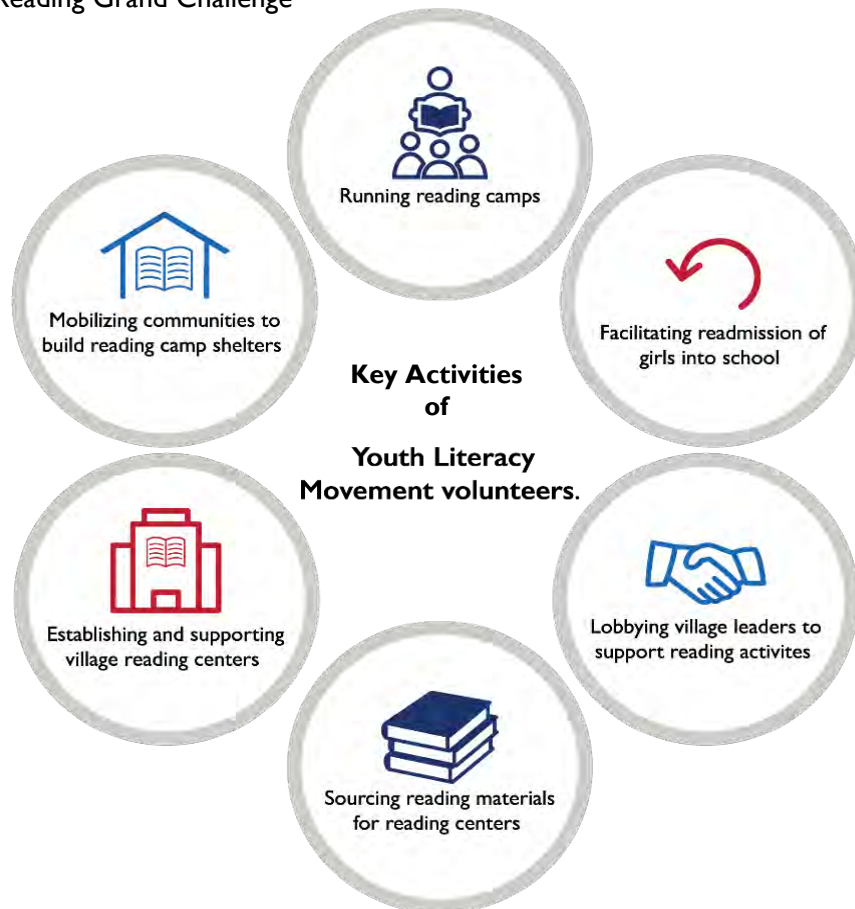 Reading Grand Challenge
Running reading camps
Facilitating readmission of
girls into school
Lobbying village leaders to
support reading activites
Sourcing reading materials
for reading centers
Establishing and supporting
village reading centers
Mobilizing communities to
build reading camp shelters
Key Activities
of
Youth Literacy
Movement volunteers.